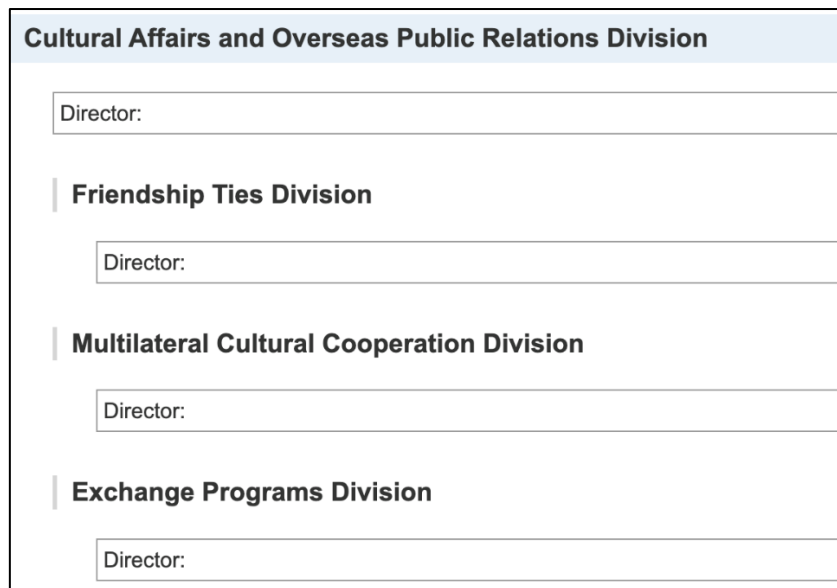 Cultural Affairs and Overseas Public Relations Division
Director:
Friendship Ties Division
Director:
Multilateral Cultural Cooperation Division
Director:
Exchange Programs Division
Director: